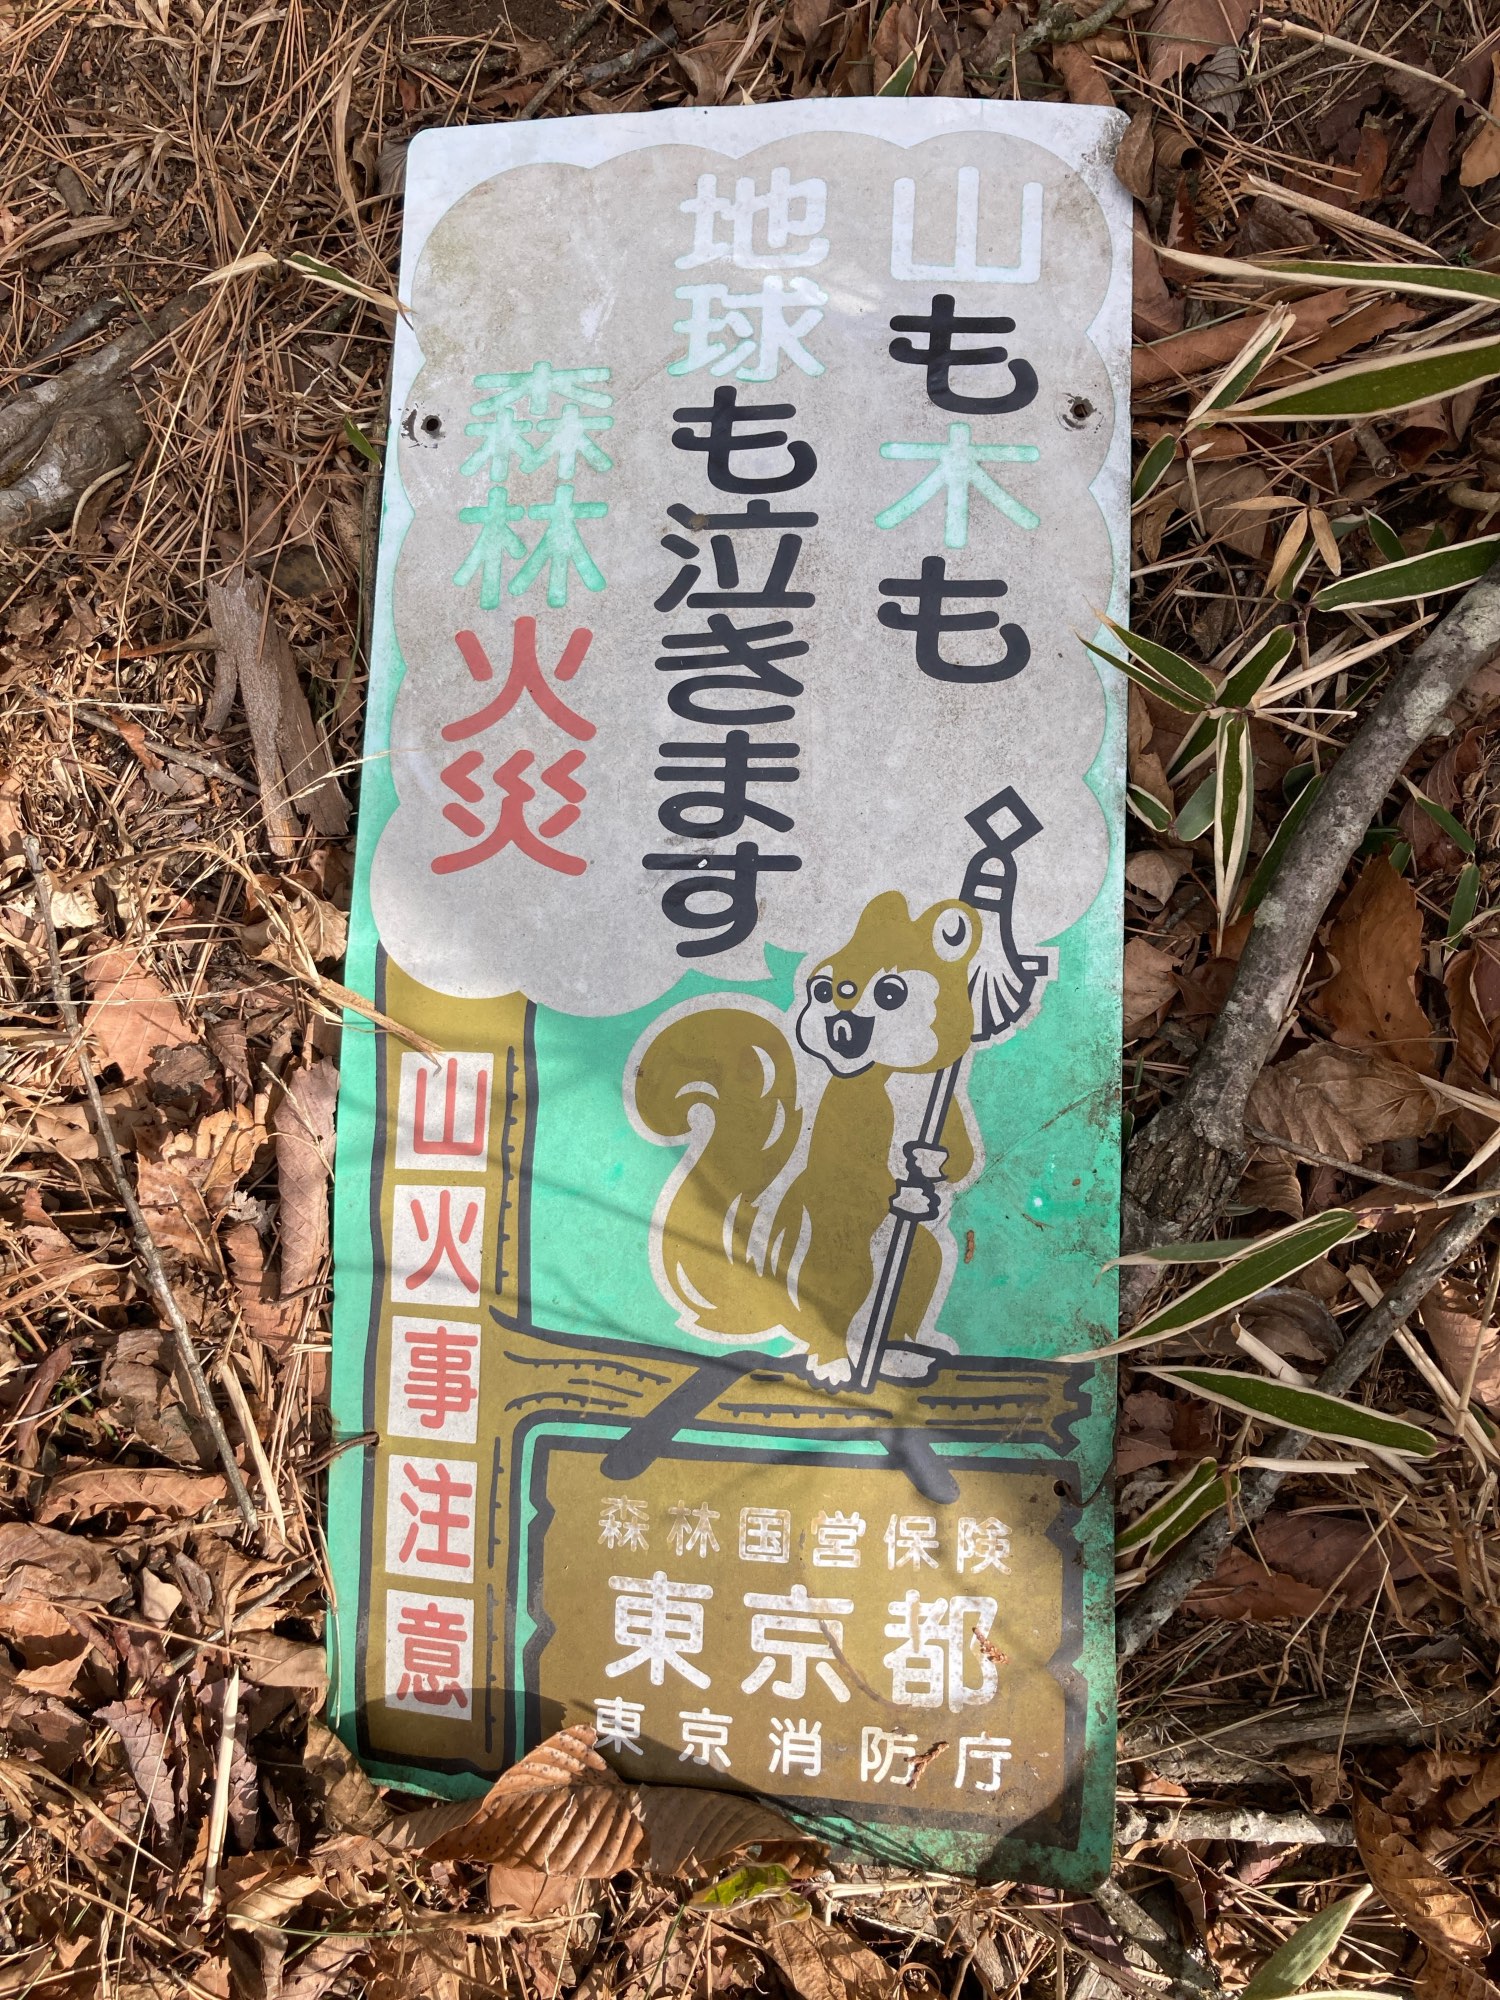 山も木も
地球も泣きます
森林火災
山火事注意
森林国営保険
東京都
東京消防庁